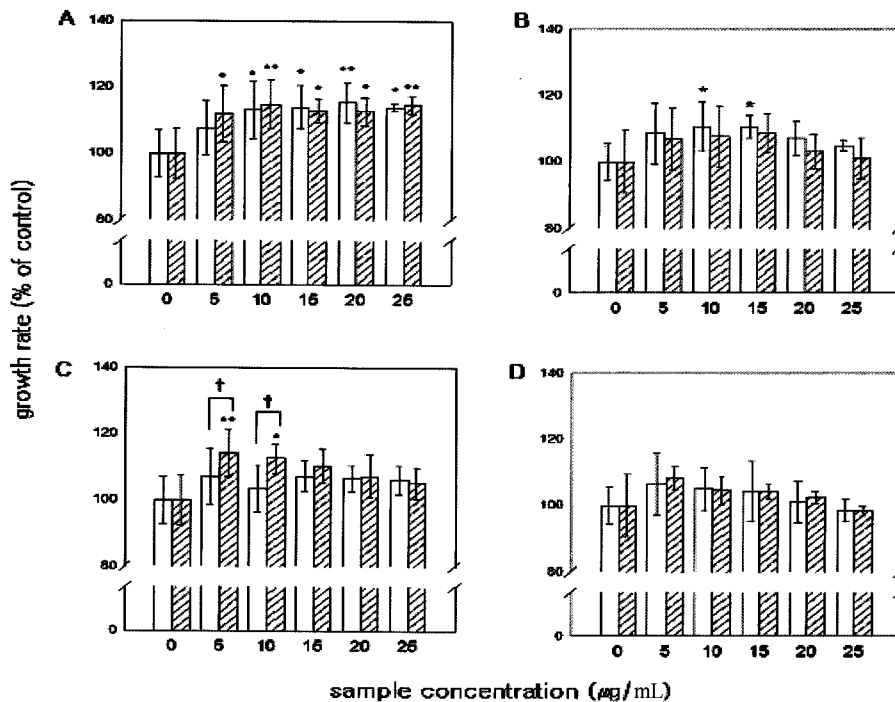 A
140
120
100
80
0
* * ** * * ** * * **
0 5 10 15 20 25
B
140
120
100
80
0
* *
0 5 10 15 20 25
growth rate (% of control)
C
140
120
100
80
0
† †
** *
0 5 10 15 20 25
D
140
120
100
80
0
0 5 10 15 20 25
sample concentration (μg/mL)